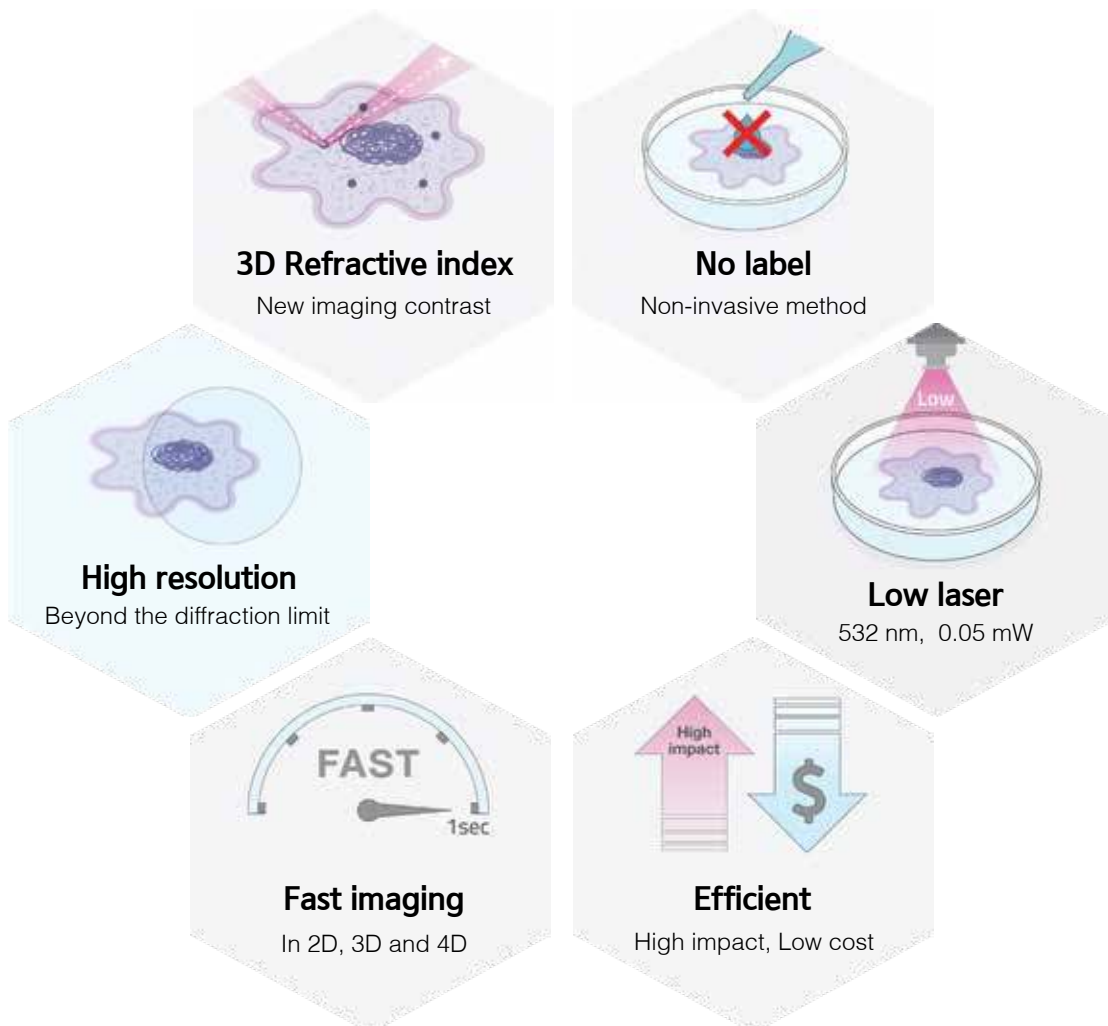 3D Refractive index
New imaging contrast
No label
Non-invasive method
High resolution
Beyond the diffraction limit
Low
Low laser
532 nm, 0.05 mW
FAST
1sec
Fast imaging
In 2D, 3D and 4D
High
impact
$
Efficient
High impact, Low cost